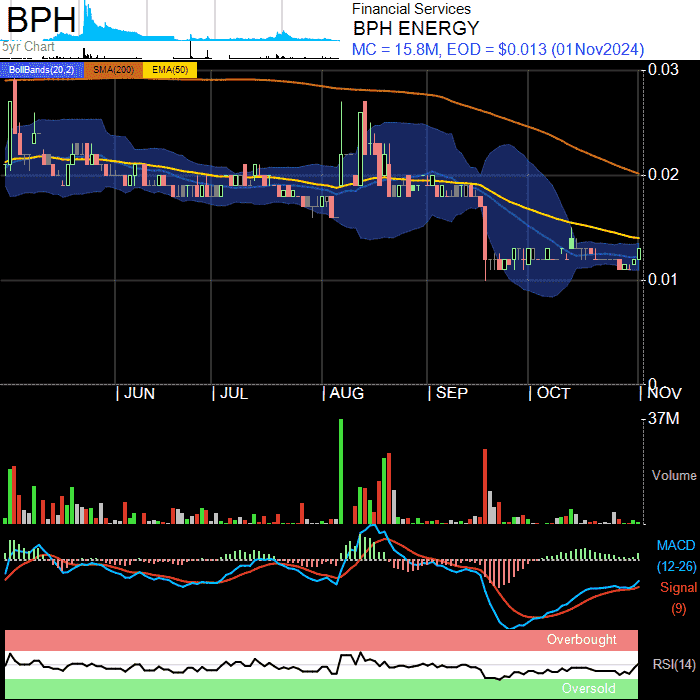 BPH
5yr Chart
Financial Services
BPH ENERGY
MC = 15.8M, EOD = $0.013 (01Nov2024)
BollBands(20,2) SMA(200) EMA(50)
0.03
0.02
0.01
0
JUN JUL AUG SEP OCT NOV
37M
Volume
MACD
(12-26)
Signal
(9)
Overbought
RSI(14)
Oversold